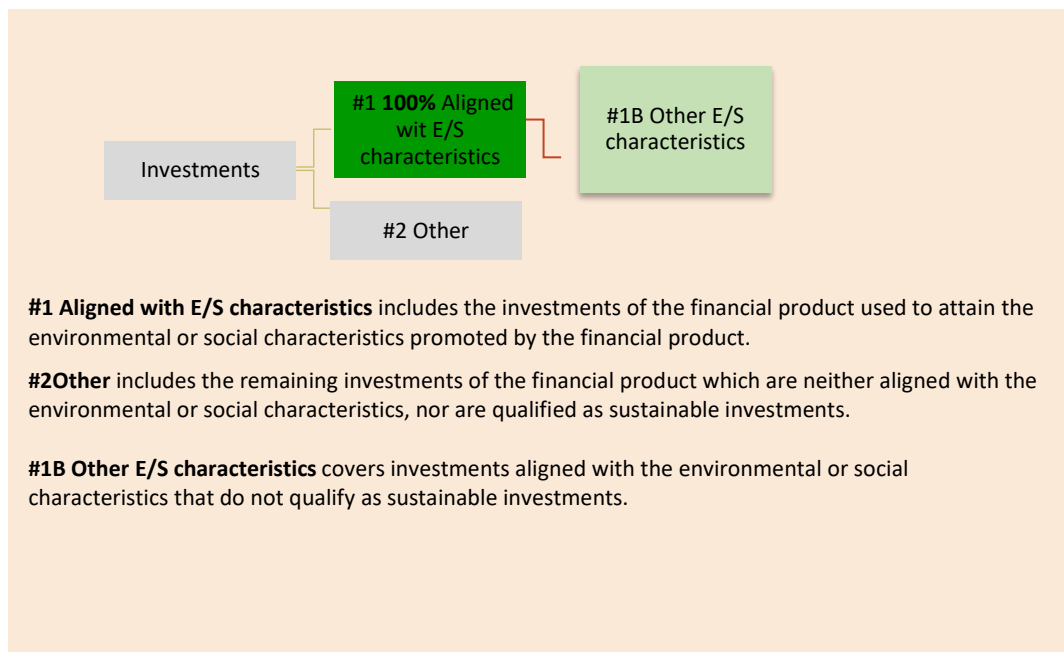 #1 100% Aligned
wit E/S
characteristics
#1B Other E/S
characteristics
Investments
#2 Other
#1 Aligned with E/S characteristics includes the investments of the financial product used to attain the
environmental or social characteristics promoted by the financial product.
#2Other includes the remaining investments of the financial product which are neither aligned with the
environmental or social characteristics, nor are qualified as sustainable investments.
#1B Other E/S characteristics covers investments aligned with the environmental or social
characteristics that do not qualify as sustainable investments.